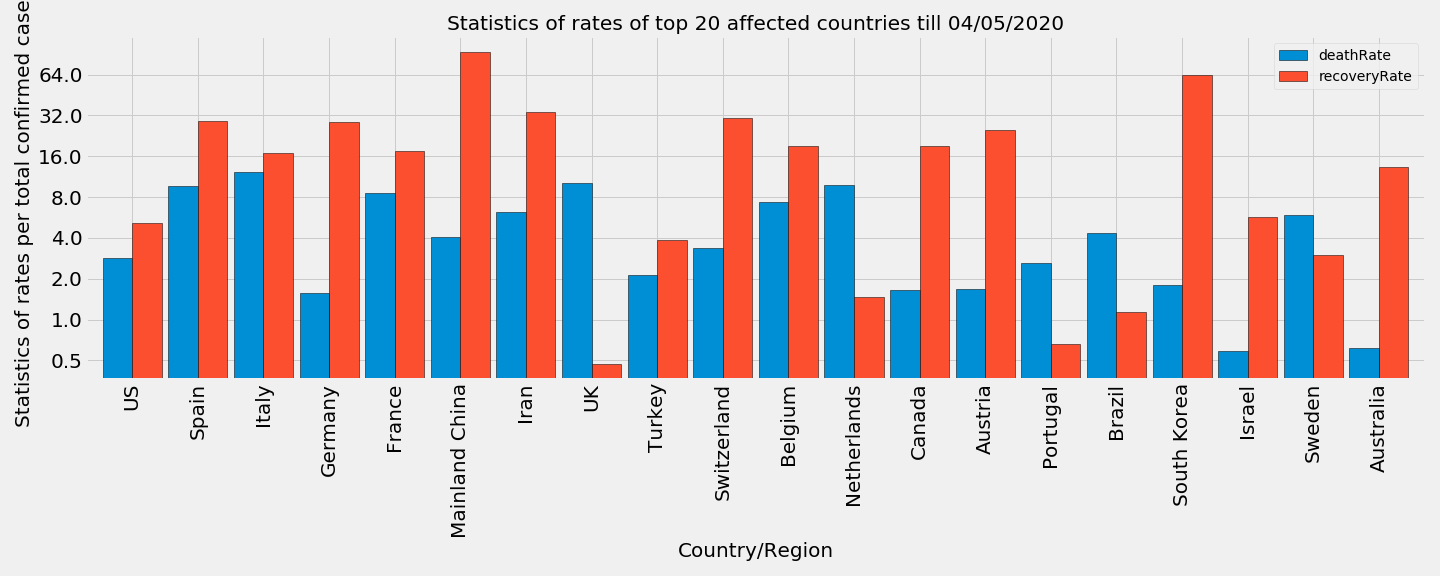 Statistics of rates of top 20 affected countries till 04/05/2020
Statistics of rates per total confirmed case
64.0
32.0
16.0
8.0
4.0
2.0
1.0
0.5
deathRate
recoveryRate
US
Spain
Italy
Germany
France
Mainland China
Iran
UK
Turkey
Switzerland
Belgium
Netherlands
Canada
Austria
Portugal
Brazil
South Korea
Israel
Sweden
Australia
Country/Region